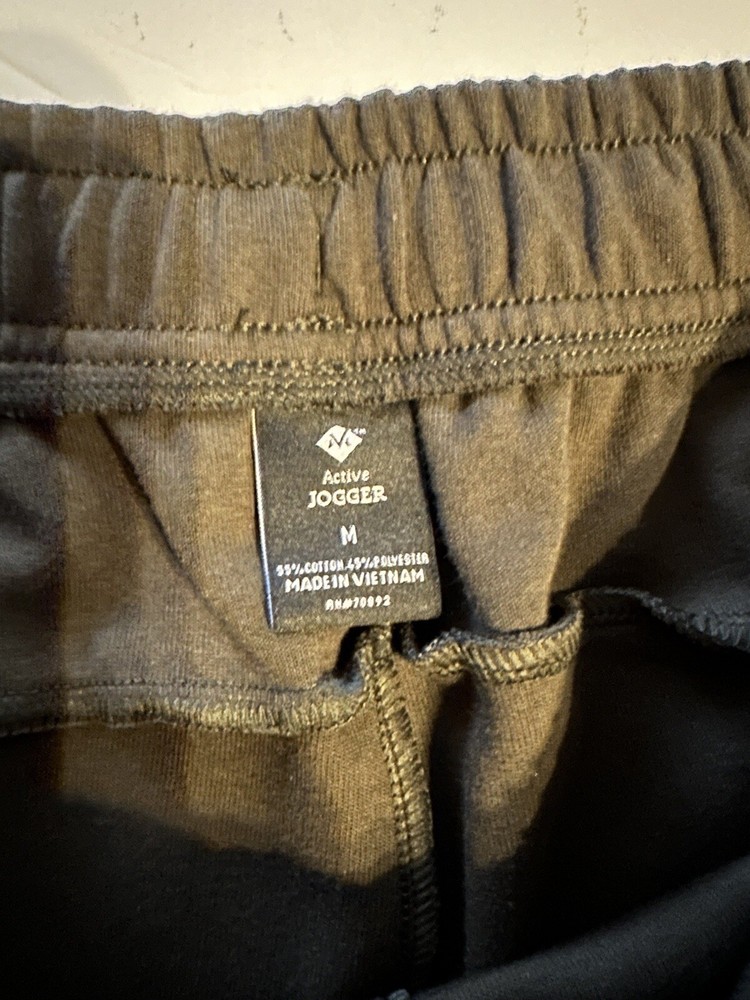 Active
JOGGER
M
55% COTTON, 45% POLYESTER
MADE IN VIETNAM
RN# 70892